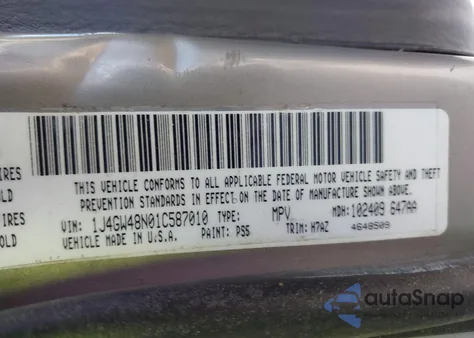 IRES
OLD
IRES
OLD
THIS VEHICLE CONFORMS TO ALL APPLICABLE FEDERAL MOTOR VEHICLE SAFETY AND THEFT
PREVENTION STANDARDS IN EFFECT ON THE DATE OF MANUFACTURE SHOWN ABOVE.
VIN: 1J4GW48N01C587010 TYPE: MPV MDH: 102409 647AA
VEHICLE MADE IN U.S.A. PAINT: PS5 TRIM: H7AZ 4648509
autoSnap